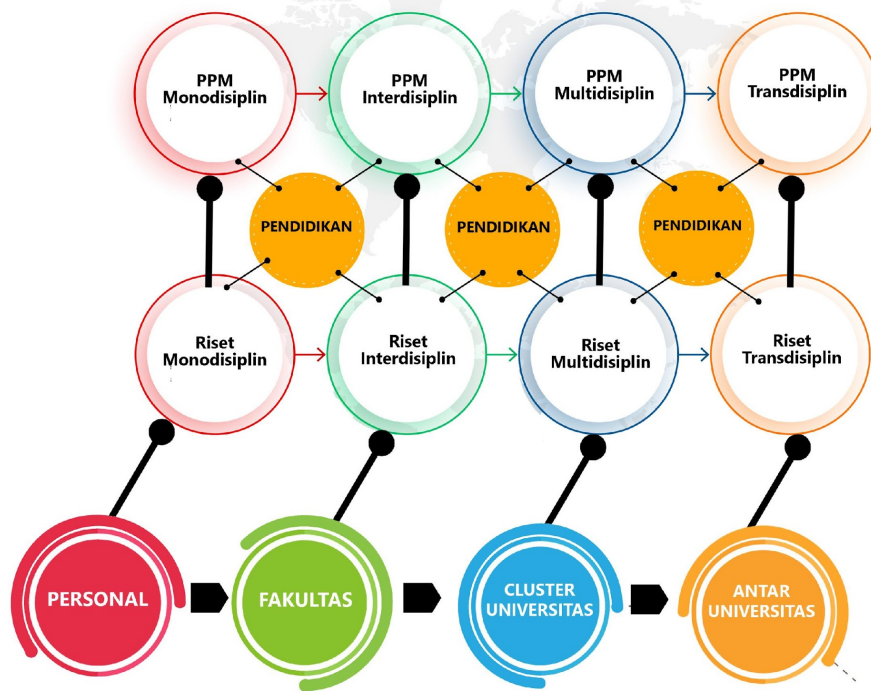 PPM
Monodisiplin
PPM
Interdisiplin
PPM
Multidisiplin
PPM
Transdisiplin
PENDIDIKAN
PENDIDIKAN
PENDIDIKAN
Riset
Monodisiplin
Riset
Interdisiplin
Riset
Multidisiplin
Riset
Transdisiplin
PERSONAL
FAKULTAS
CLUSTER
UNIVERSITAS
ANTAR
UNIVERSITAS